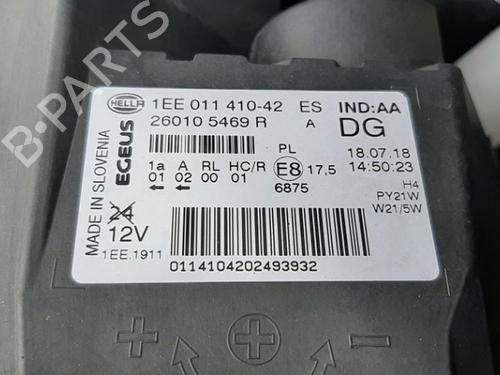 HELLA 1EE 011 410-42 ES IND:AA
26010 5469 R A DG
EGEUS
MADE IN SLOVENIA
PL 18.07.18
1a A RL HC/R E8 17,5 14:50:23
01 02 00 01
6875
H4
PY21W
W21/5W
24
12V
1EE.1911
0114104202493932
B-PARTS